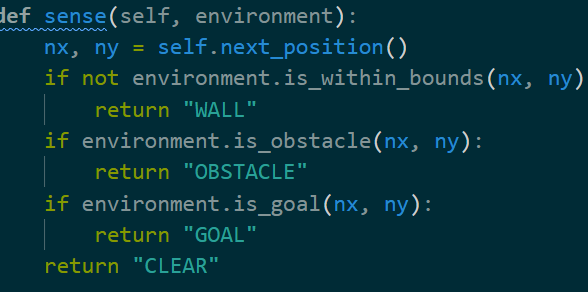 def sense(self, environment):
    nx, ny = self.next_position()
    if not environment.is_within_bounds(nx, ny)
        return "WALL"
    if environment.is_obstacle(nx, ny):
        return "OBSTACLE"
    if environment.is_goal(nx, ny):
        return "GOAL"
    return "CLEAR"